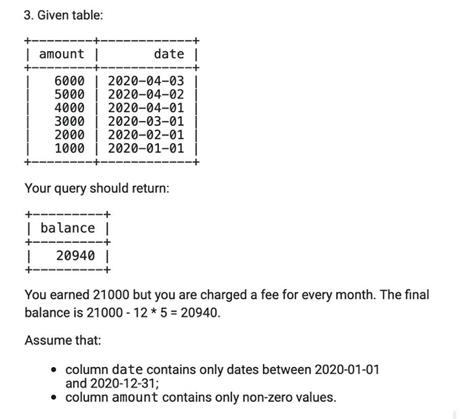 3. Given table:
+---------+------------+
| amount | date |
+---------+------------+
| 6000 | 2020-04-03 |
| 5000 | 2020-04-02 |
| 4000 | 2020-04-01 |
| 3000 | 2020-03-01 |
| 2000 | 2020-02-01 |
| 1000 | 2020-01-01 |
+---------+------------+
Your query should return:
+---------+
| balance |
+---------+
| 20940 |
+---------+
You earned 21000 but you are charged a fee for every month. The final
balance is 21000 - 12 * 5 = 20940.
Assume that:
• column date contains only dates between 2020-01-01
and 2020-12-31;
• column amount contains only non-zero values.